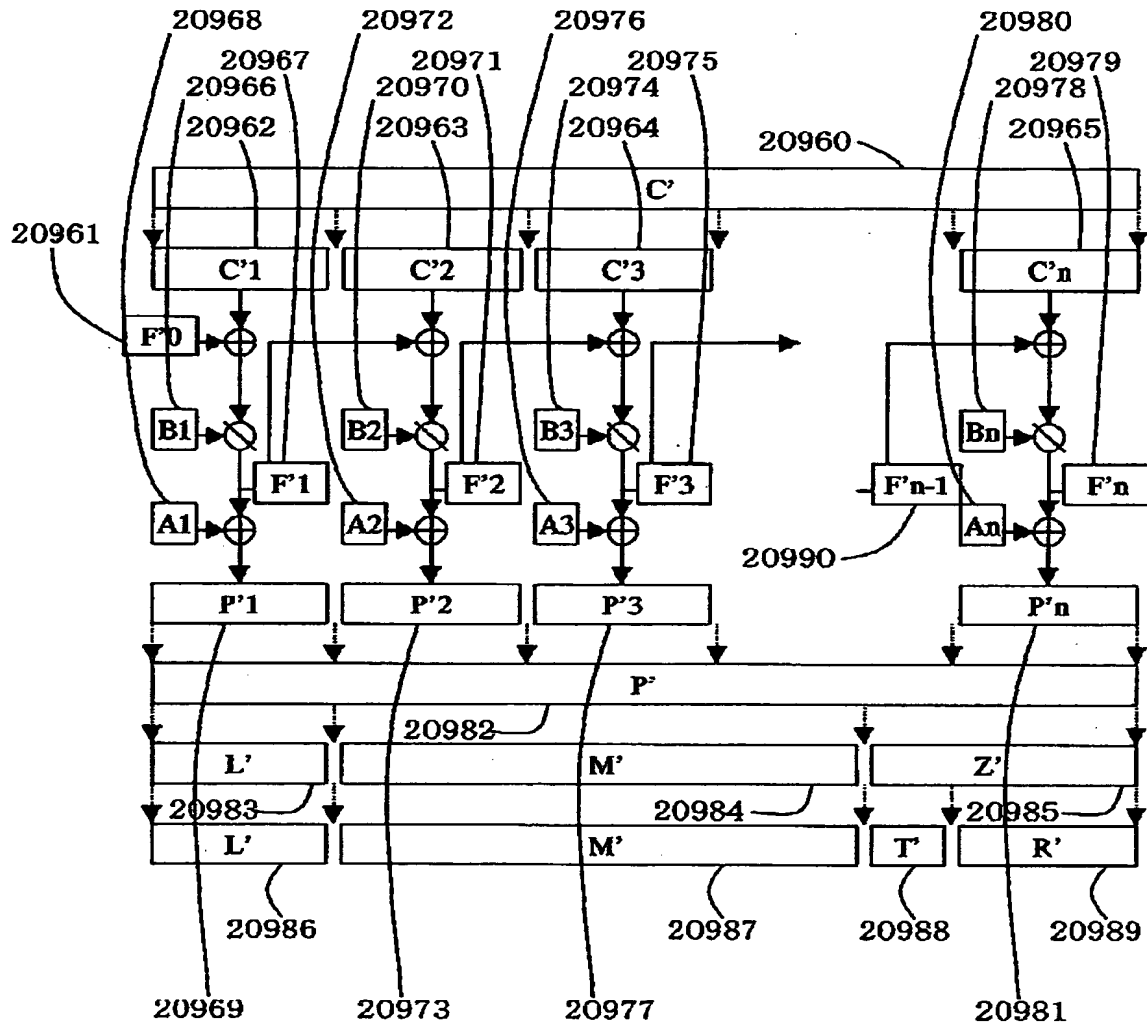 20968 20972 20976 20980
20967 20971 20975 20979
20966 20970 20974 20978
20962 20963 20964 20965
20960
C'
20961
C'1 C'2 C'3 C'n
F'0
B1 B2 B3 Bn
F'1 F'2 F'3 F'n-1 F'n
A1 A2 A3 An
20990
P'1 P'2 P'3 P'n
P'
20982
L' M' Z'
20983 20984 20985
L' M' T' R'
20986 20987 20988 20989
20969 20973 20977 20981